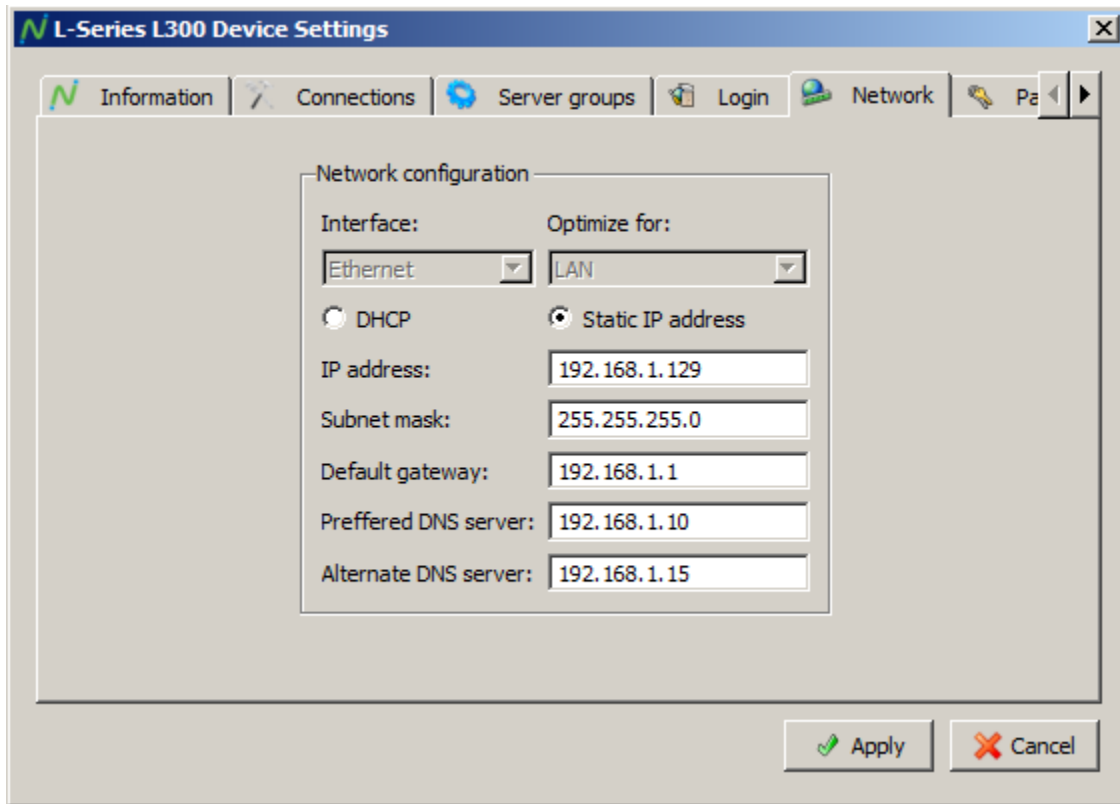 L-Series L300 Device Settings
Information Connections Server groups Login Network Pa
Network configuration
Interface: Optimize for:
Ethernet LAN
DHCP Static IP address
IP address: 192.168.1.129
Subnet mask: 255.255.255.0
Default gateway: 192.168.1.1
Preffered DNS server: 192.168.1.10
Alternate DNS server: 192.168.1.15
Apply Cancel